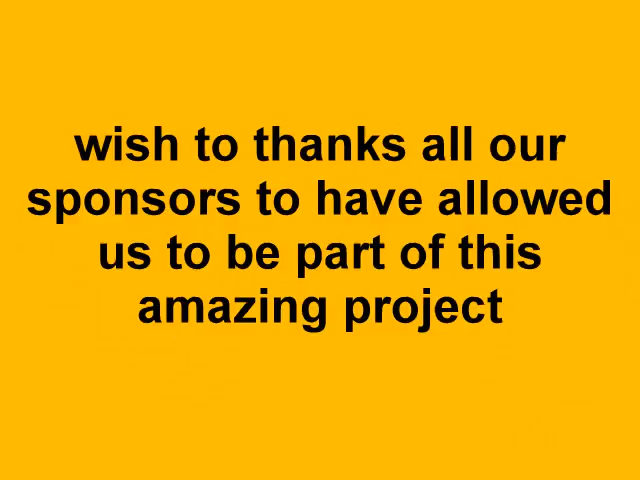 wish to thanks all our
sponsors to have allowed
us to be part of this
amazing project